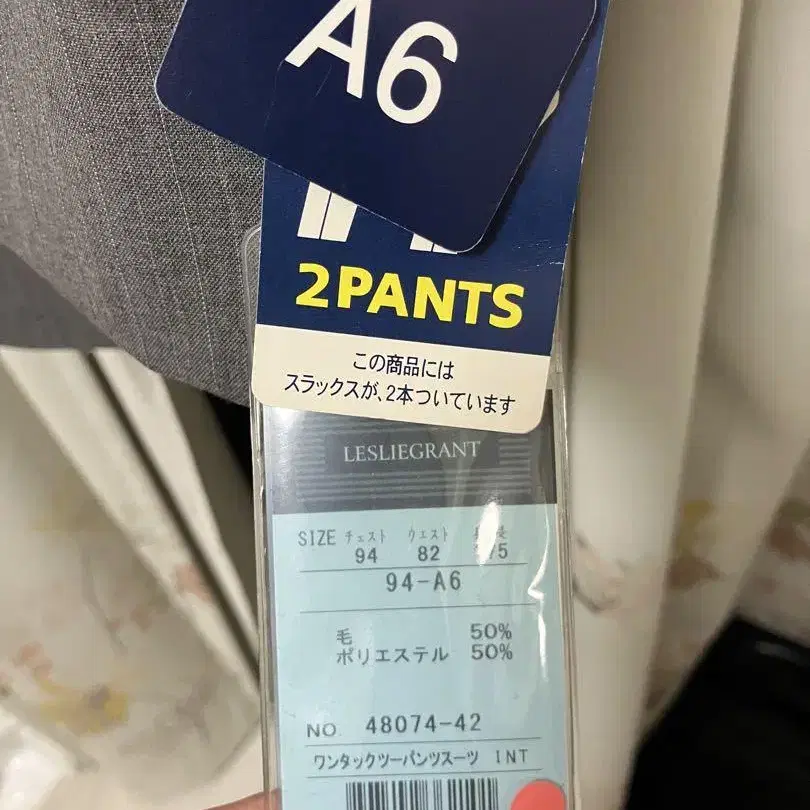 A6
2PANTS
この商品には
スラックスが、2本ついています
LESLIEGRANT
SIZE チェスト ウエスト
94 82
94-A6
毛 50%
ポリエステル 50%
NO. 48074-42
ワンタックツーパンツスーツ INT